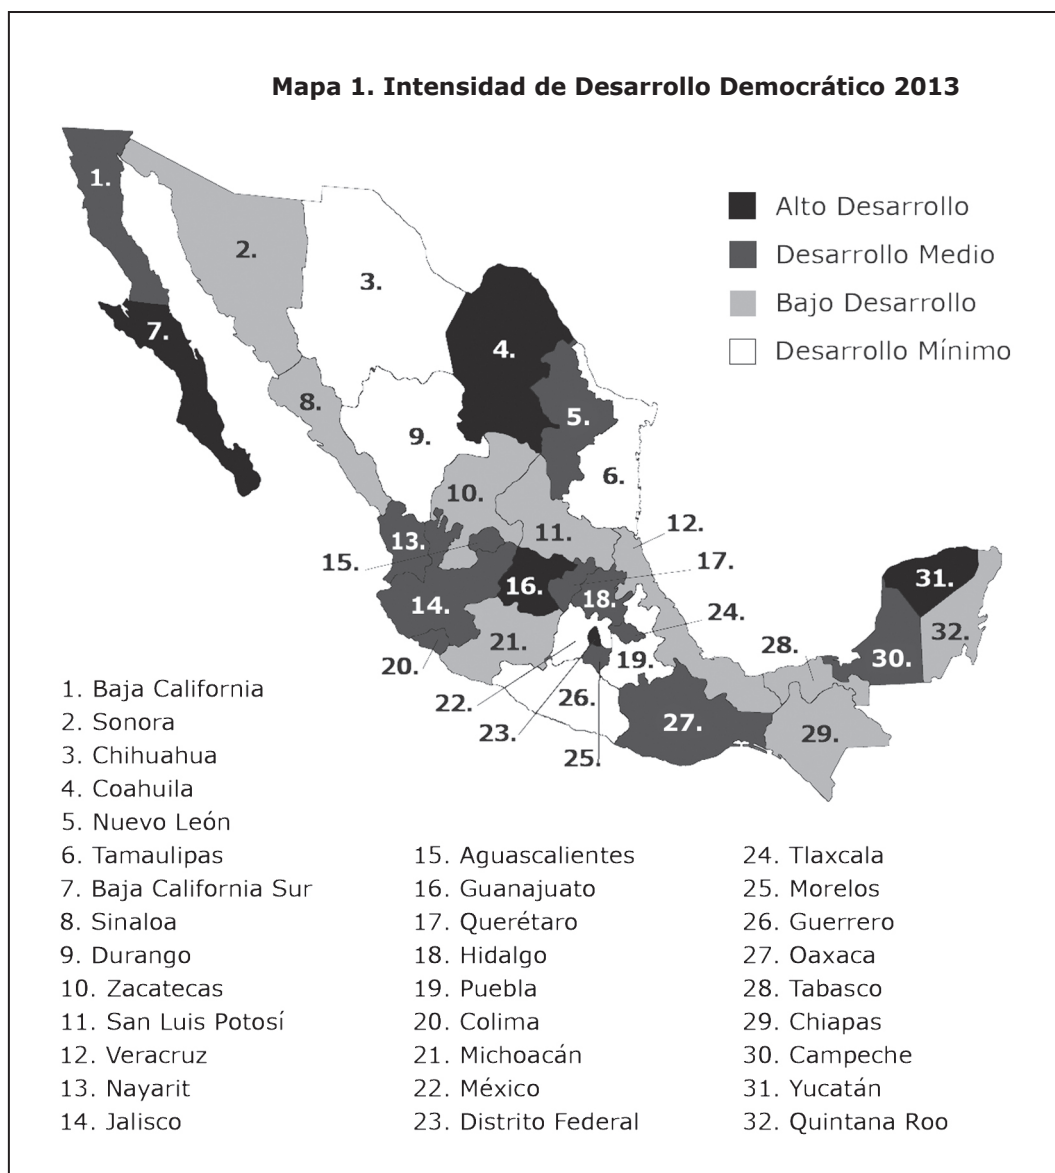 Mapa 1. Intensidad de Desarrollo Democrático 2013
Alto Desarrollo
Desarrollo Medio
Bajo Desarrollo
Desarrollo Mínimo
1.
2.
3.
4.
5.
6.
7.
8.
9.
10.
11.
12.
13.
14.
15.
16.
17.
18.
19.
20.
21.
22.
23.
24.
25.
26.
27.
28.
29.
30.
31.
32.
1. Baja California
2. Sonora
3. Chihuahua
4. Coahuila
5. Nuevo León
6. Tamaulipas
7. Baja California Sur
8. Sinaloa
9. Durango
10. Zacatecas
11. San Luis Potosí
12. Veracruz
13. Nayarit
14. Jalisco
15. Aguascalientes
16. Guanajuato
17. Querétaro
18. Hidalgo
19. Puebla
20. Colima
21. Michoacán
22. México
23. Distrito Federal
24. Tlaxcala
25. Morelos
26. Guerrero
27. Oaxaca
28. Tabasco
29. Chiapas
30. Campeche
31. Yucatán
32. Quintana Roo